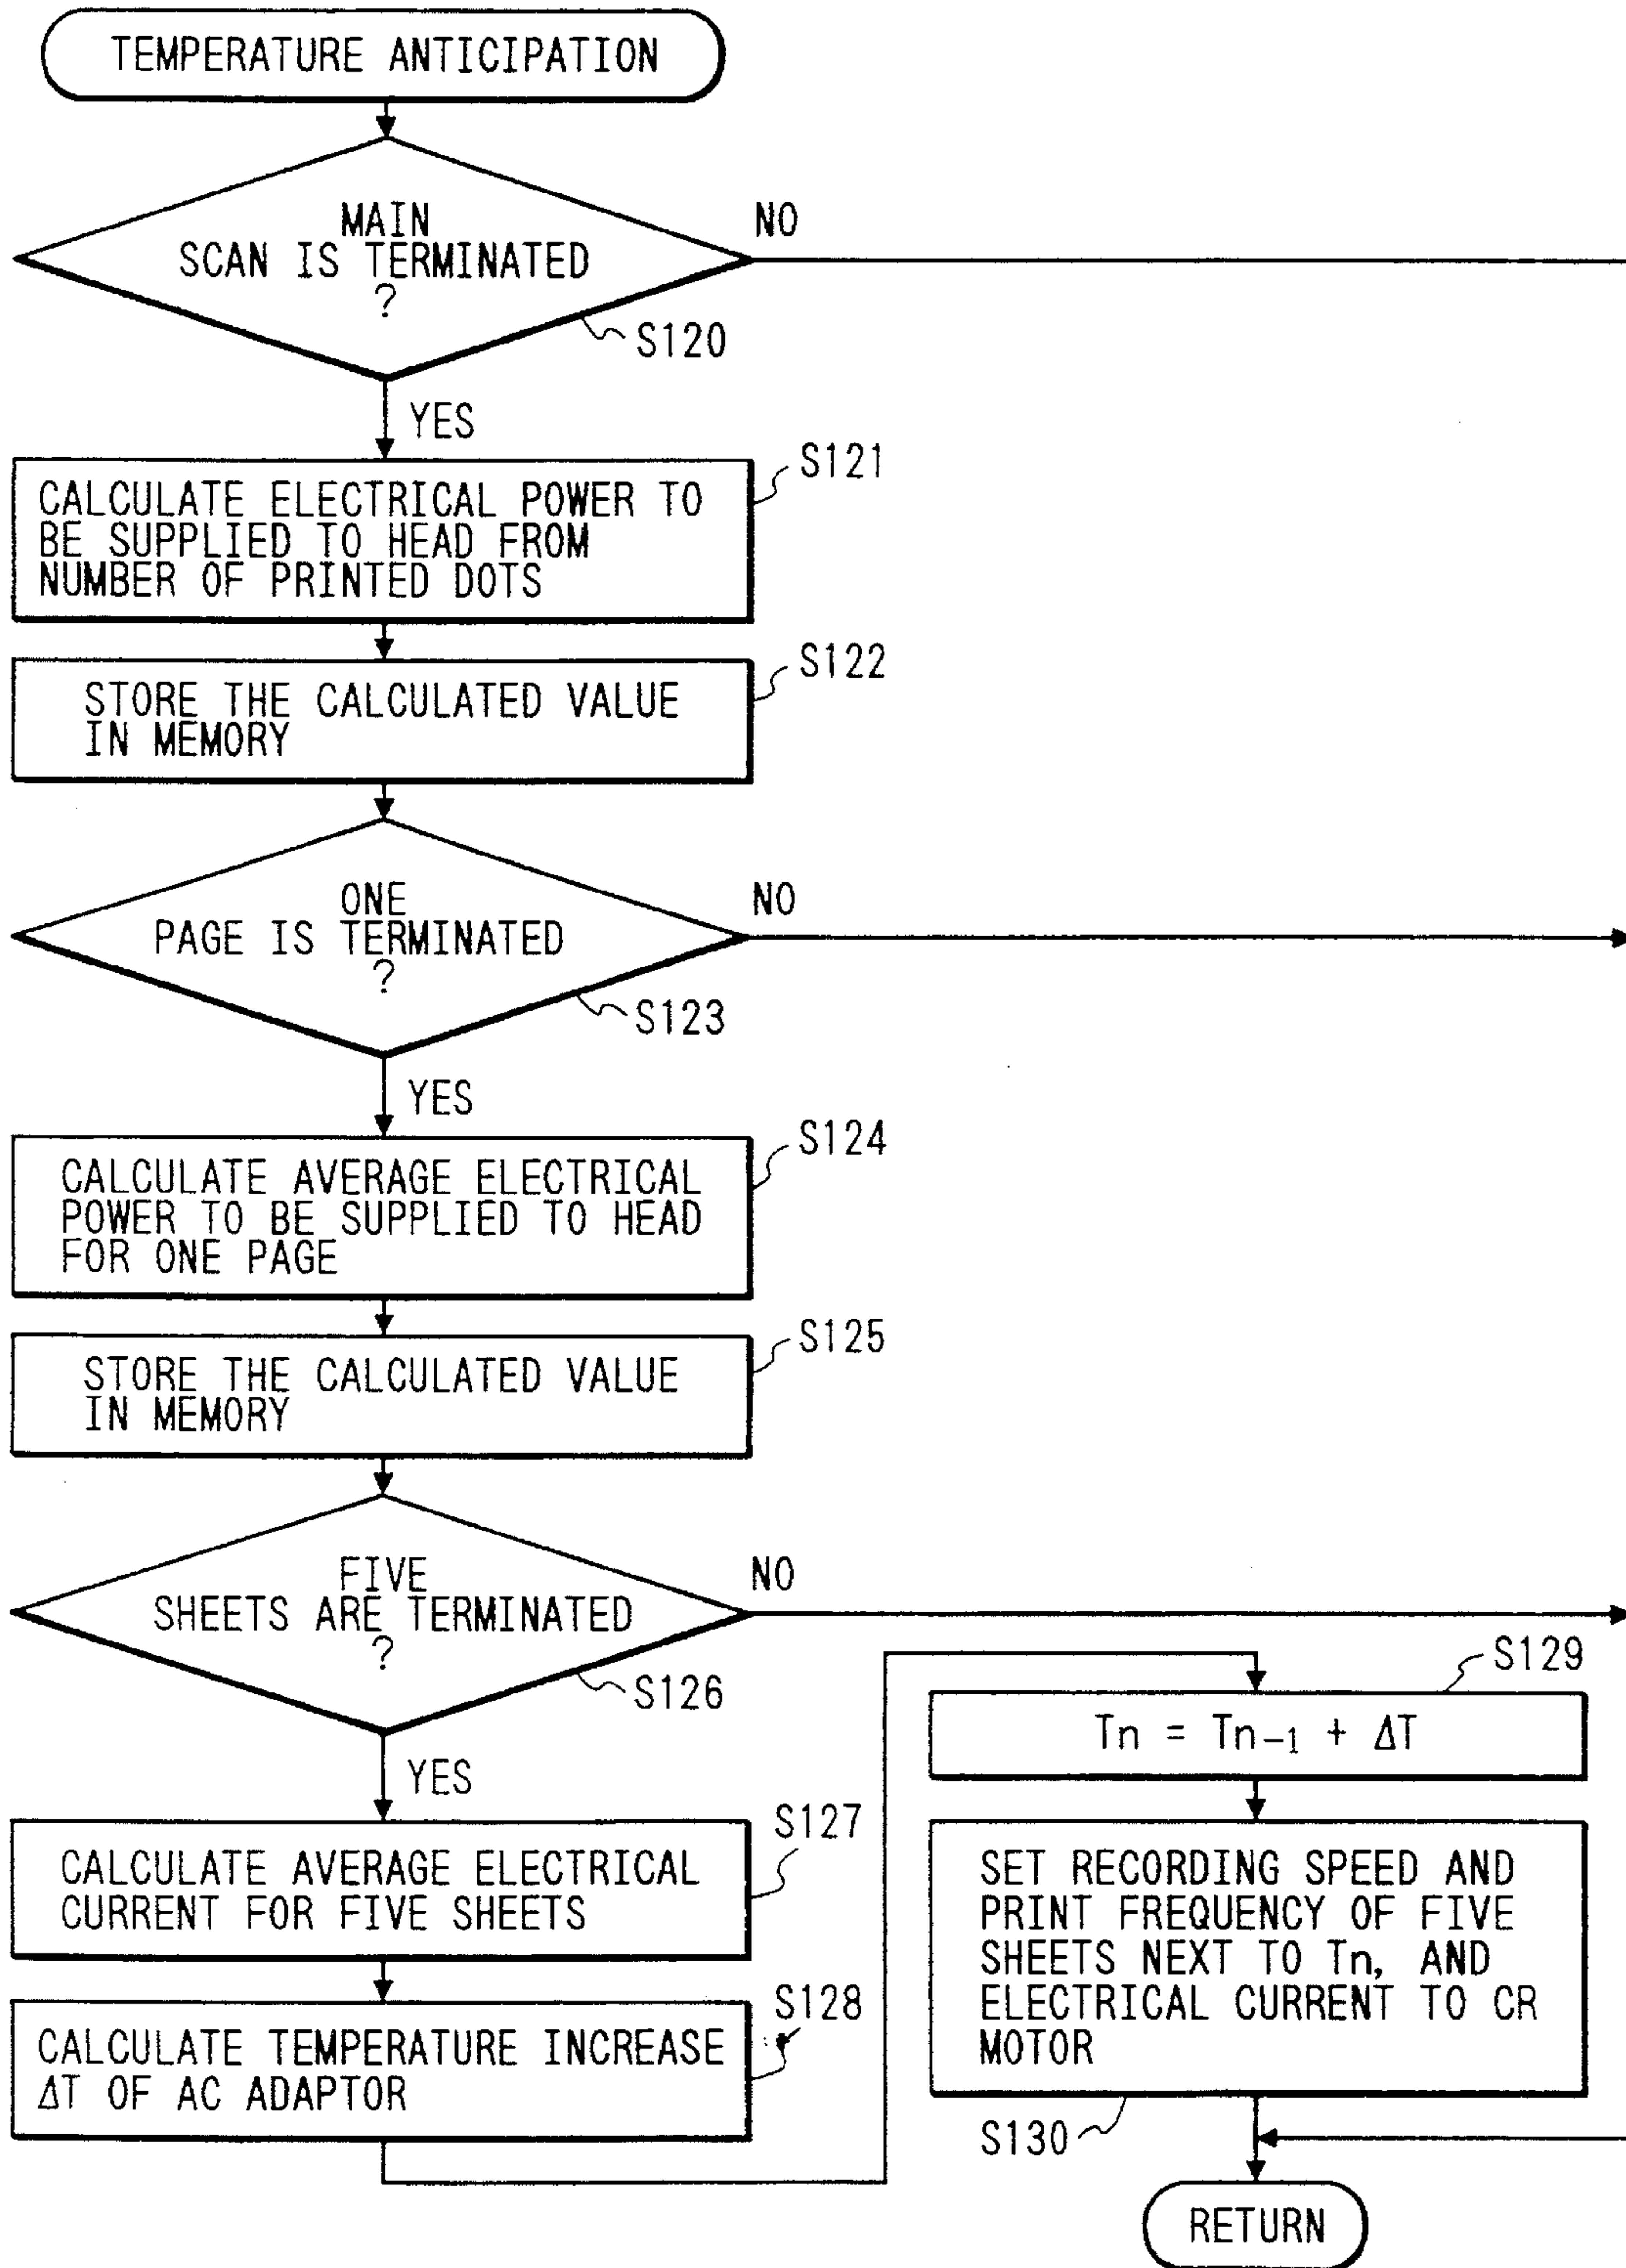 TEMPERATURE ANTICIPATION
MAIN
SCAN IS TERMINATED
?
NO
S120
YES
S121
CALCULATE ELECTRICAL POWER TO
BE SUPPLIED TO HEAD FROM
NUMBER OF PRINTED DOTS
S122
STORE THE CALCULATED VALUE
IN MEMORY
ONE
PAGE IS TERMINATED
?
NO
S123
YES
S124
CALCULATE AVERAGE ELECTRICAL
POWER TO BE SUPPLIED TO HEAD
FOR ONE PAGE
S125
STORE THE CALCULATED VALUE
IN MEMORY
FIVE
SHEETS ARE TERMINATED
?
NO
S126
YES
S127
CALCULATE AVERAGE ELECTRICAL
CURRENT FOR FIVE SHEETS
S128
CALCULATE TEMPERATURE INCREASE
ΔT OF AC ADAPTOR
S129
Tn = Tn-1 + ΔT
SET RECORDING SPEED AND
PRINT FREQUENCY OF FIVE
SHEETS NEXT TO Tn, AND
ELECTRICAL CURRENT TO CR
MOTOR
S130
RETURN